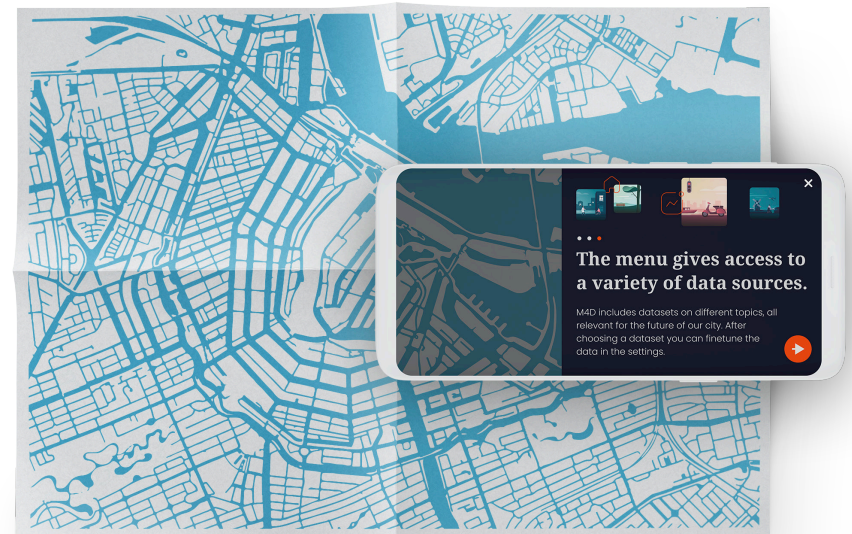 The menu gives access to
a variety of data sources.
M4D includes datasets on different topics, all
relevant for the future of our city. After
choosing a dataset you can finetune the
data in the settings.